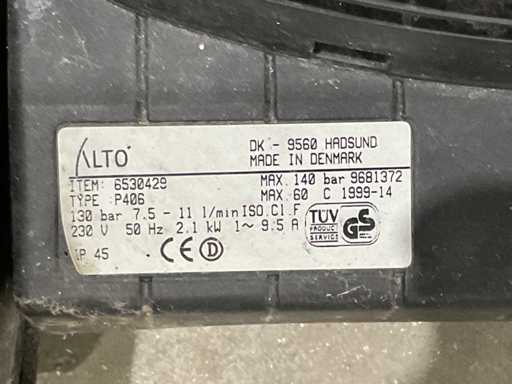 ALTO
DK - 9560 HADSUND
MADE IN DENMARK
ITEM: 6530429 MAX. 140 bar 9681372
TYPE : P406 MAX. 60 C 1999-14
130 bar 7.5 - 11 l/min ISO.Cl.F
230 V 50 Hz 2.1 kW 1~ 9.5 A
IP 45 CE D
TÜV
PRODUCT
SERVICE
GS